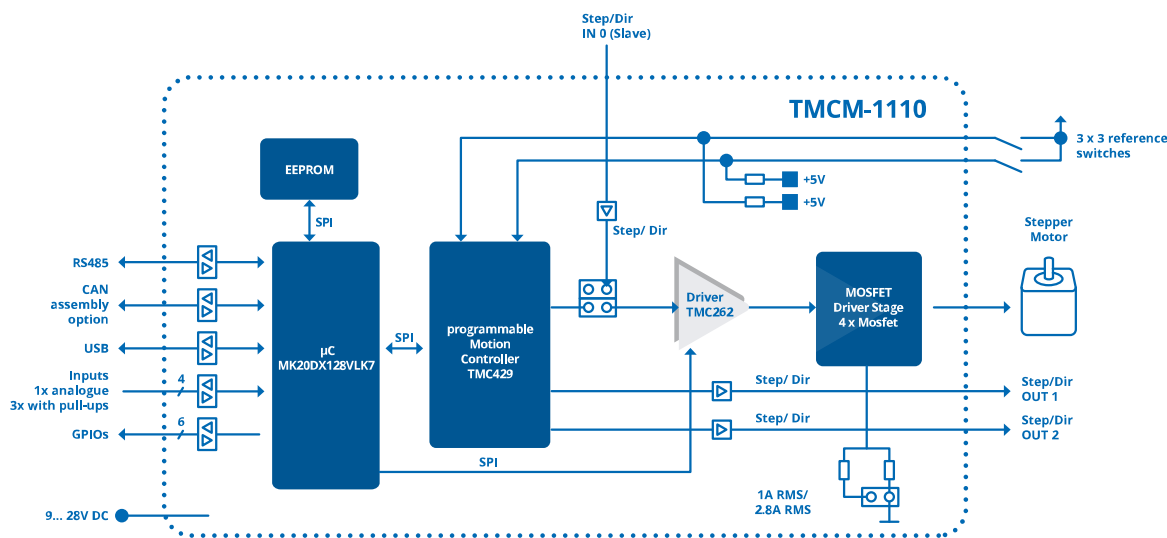 Step/Dir
IN 0 (Slave)
TMCM-1110
3 x 3 reference
switches
EEPROM
+5V
+5V
SPI
Step/ Dir
Stepper
Motor
RS485
CAN
assembly
option
USB
Inputs
1x analogue
3x with pull-ups
4
GPIOs
6
µC
MK20DX128VLK7
SPI
programmable
Motion
Controller
TMC429
Driver
TMC262
MOSFET
Driver Stage
4 x Mosfet
Step/ Dir
Step/Dir
OUT 1
Step/ Dir
Step/Dir
OUT 2
SPI
1A RMS/
2.8A RMS
9... 28V DC